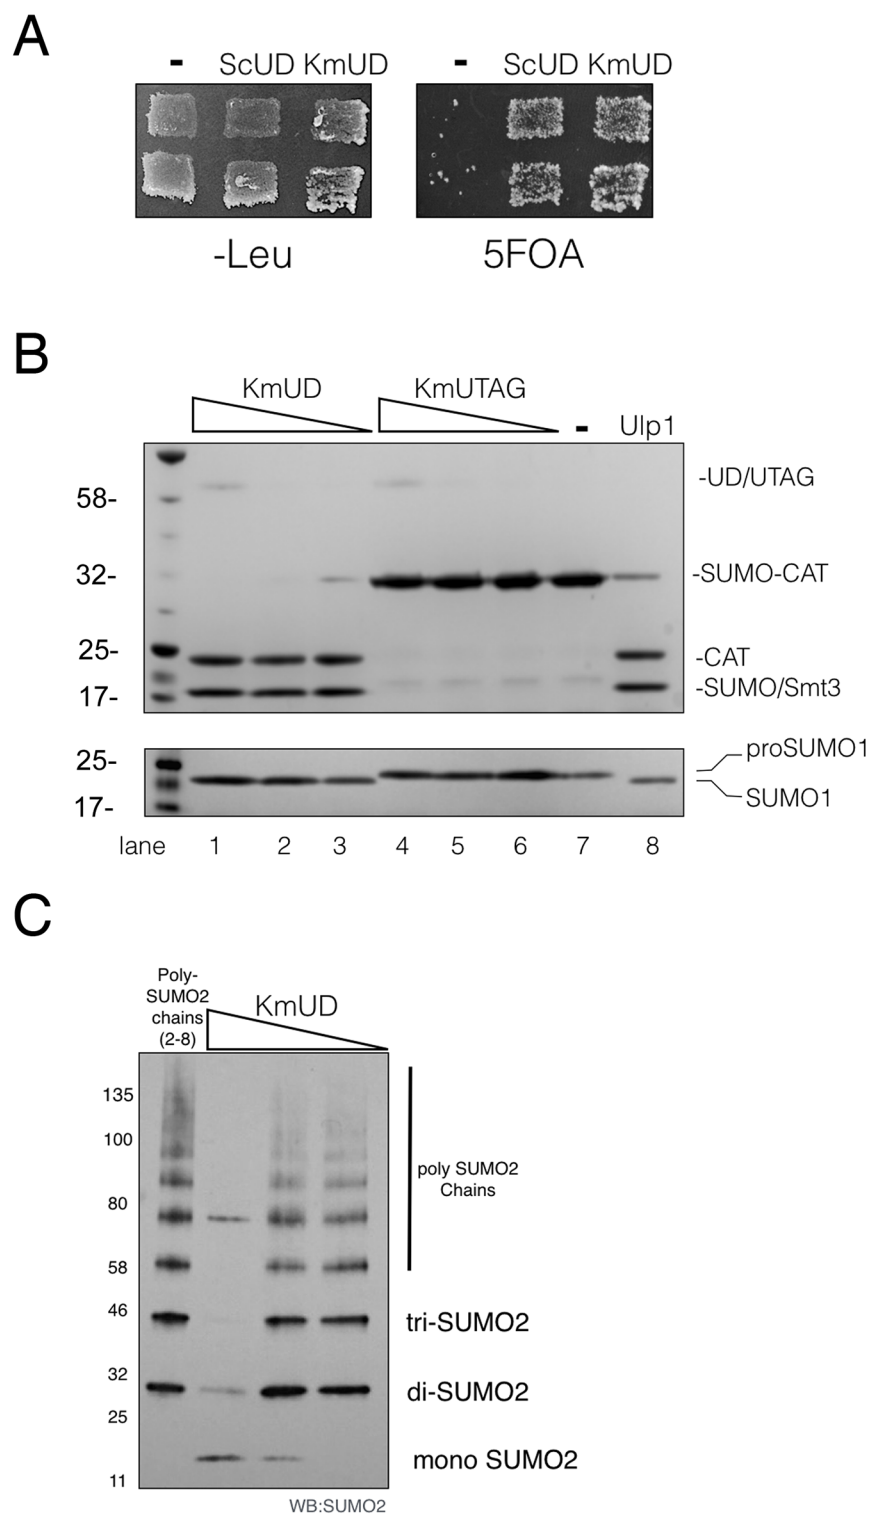 A
- ScUD KmUD - ScUD KmUD
-Leu 5FOA
B
KmUD KmUTAG - Ulp1
-UD/UTAG
58-
32- -SUMO-CAT
25- -CAT
17- -SUMO/Smt3
25- proSUMO1
17- SUMO1
lane 1 2 3 4 5 6 7 8
C
Poly-
SUMO2
chains
(2-8)
KmUD
135
100
80
58
46
32
25
11
poly SUMO2
Chains
tri-SUMO2
di-SUMO2
mono SUMO2
WB:SUMO2